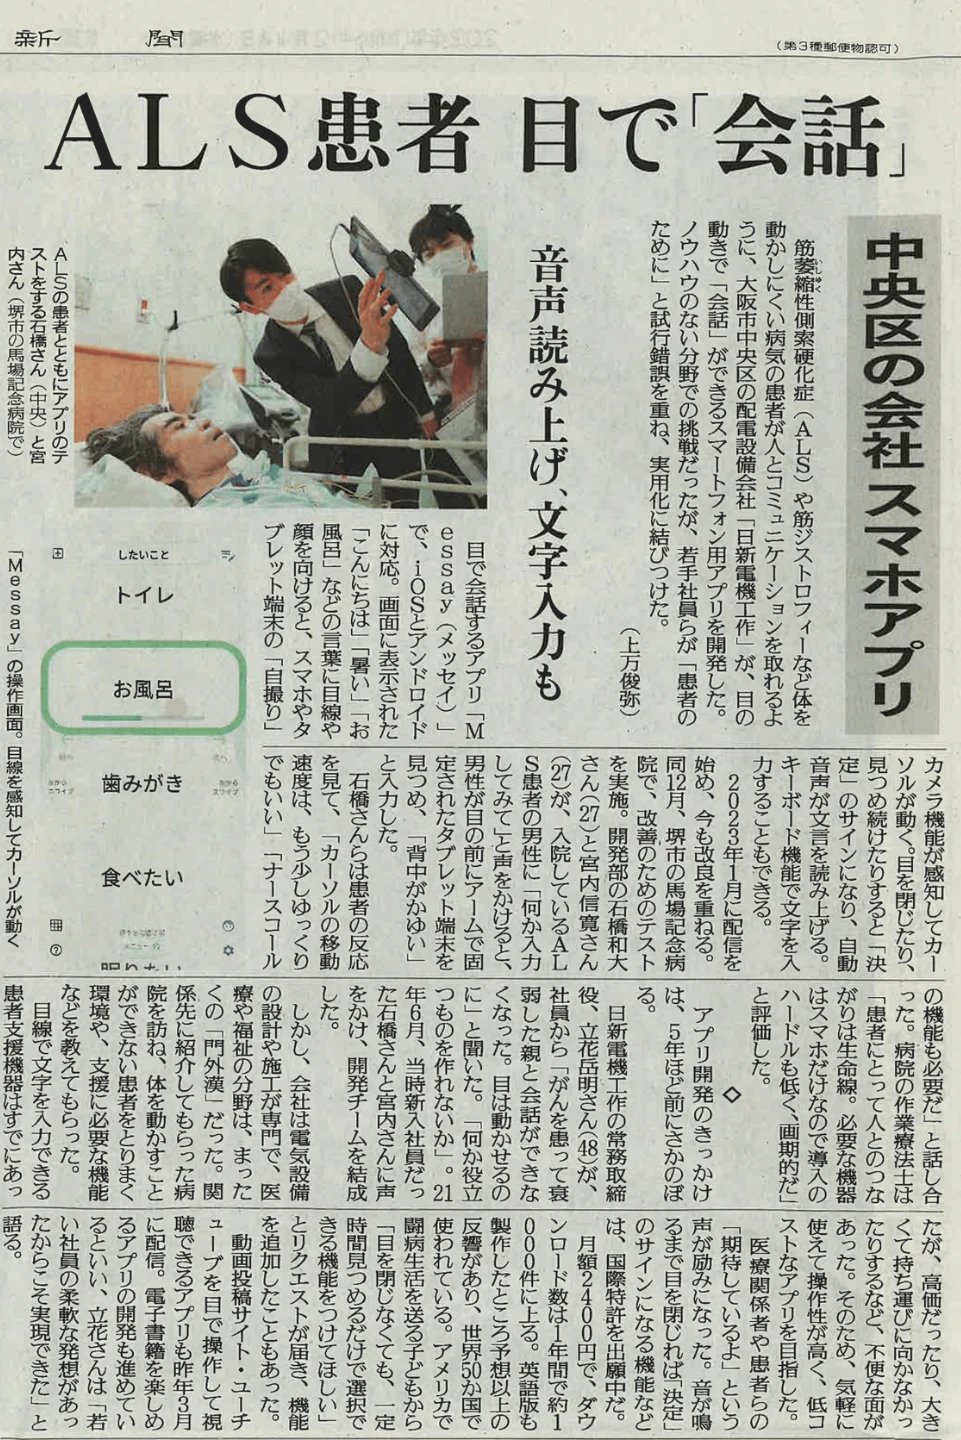 新聞
(第3種郵便物認可)
ALS患者 目で「会話」
中央区の会社 スマホアプリ
音声読み上げ、文字入力も
筋萎縮性側索硬化症(ALS)や筋ジストロフィーなど体を
いしゅく
動かしにくい病気の患者が人とコミュニケーションを取れるよ
うに、大阪市中央区の配電設備会社「日新電機工作」が、目の
動きで「会話」ができるスマートフォン用アプリを開発した。
ノウハウのない分野での挑戦だったが、若手社員らが「患者の
ために」と試行錯誤を重ね、実用化に結びつけた。
(上万俊弥)
ALSの患者とともにアプリのテ
ストをする石橋さん(中央)と宮
内さん(堺市の馬場記念病院で)
目で会話するアプリ「M
essay(メッセイ)」
で、iOSとアンドロイド
に対応。画面に表示された
「こんにちは」「暑い」「お
風呂」などの言葉に目線や
顔を向けると、スマホやタ
ブレット端末の「自撮り」
したいこと
トイレ
お風呂
歯みがき
食べたい
「Messay」の操作画面。目線を感知してカーソルが動く
カメラ機能が感知してカー
ソルが動く。目を閉じたり、
見つめ続けたりすると「決
定」のサインになり、自動
音声が文言を読み上げる。
キーボード機能で文字を入
力することもできる。
2023年1月に配信を
始め、今も改良を重ねる。
同12月、堺市の馬場記念病
院で、改善のためのテスト
を実施。開発部の石橋和大
さん(27)と宮内信寛さん
(27)が、入院しているAL
S患者の男性に「何か入力
してみて」と声をかけると、
男性が目の前にアームで固
定されたタブレット端末を
見つめ、「背中がかゆい」
と入力した。
石橋さんらは患者の反応
を見て、「カーソルの移動
速度は、もう少しゆっくり
でもいい」「ナースコール
の機能も必要だ」と話し合
った。病院の作業療法士は
「患者にとって人とのつな
がりは生命線。必要な機器
はスマホだけなので導入の
ハードルも低く、画期的だ」
と評価した。
◇
アプリ開発のきっかけ
は、5年ほど前にさかのぼ
る。
日新電機工作の常務取締
役、立花岳明さん(48)が、
社員から「がんを患って衰
弱した親と会話ができな
くなった。目は動かせるの
に」と聞いた。「何か役立
つものを作れないか」。21
年6月、当時新入社員だっ
た石橋さんと宮内さんに声
をかけ、開発チームを結成
した。
しかし、会社は電気設備
の設計や施工が専門で、医
療や福祉の分野は、まった
くの「門外漢」だった。関
係先に紹介してもらった病
院を訪ね、体を動かすこと
ができない患者をとりまく
環境や、支援に必要な機能
などを教えてもらった。
目線で文字を入力できる
患者支援機器はすでにあっ
たが、高価だったり、大き
くて持ち運びに向かなかっ
たりするなど、不便な面が
あった。そのため、気軽に
使えて操作性が高く、低コ
ストなアプリを目指した。
医療関係者や患者らの
「期待しているよ」という
声が励みになった。音が鳴
るまで目を閉じれば「決定」
のサインになる機能など
は、国際特許を出願中だ。
月額2400円で、ダウ
ンロード数は1年間で約1
000件に上る。英語版も
製作したところ予想以上の
反響があり、世界50か国で
使われている。アメリカで
闘病生活を送る子どもから
「目を閉じなくても、一定
時間見つめるだけで選択で
きる機能をつけてほしい」
とリクエストが届き、機能
を追加したこともあった。
動画投稿サイト・ユーチ
ューブを目で操作して視
聴できるアプリも昨年3月
に配信。電子書籍を楽しめ
るアプリの開発も進めてい
るといい、立花さんは「若
い社員の柔軟な発想があっ
たからこそ実現できた」と
語る。